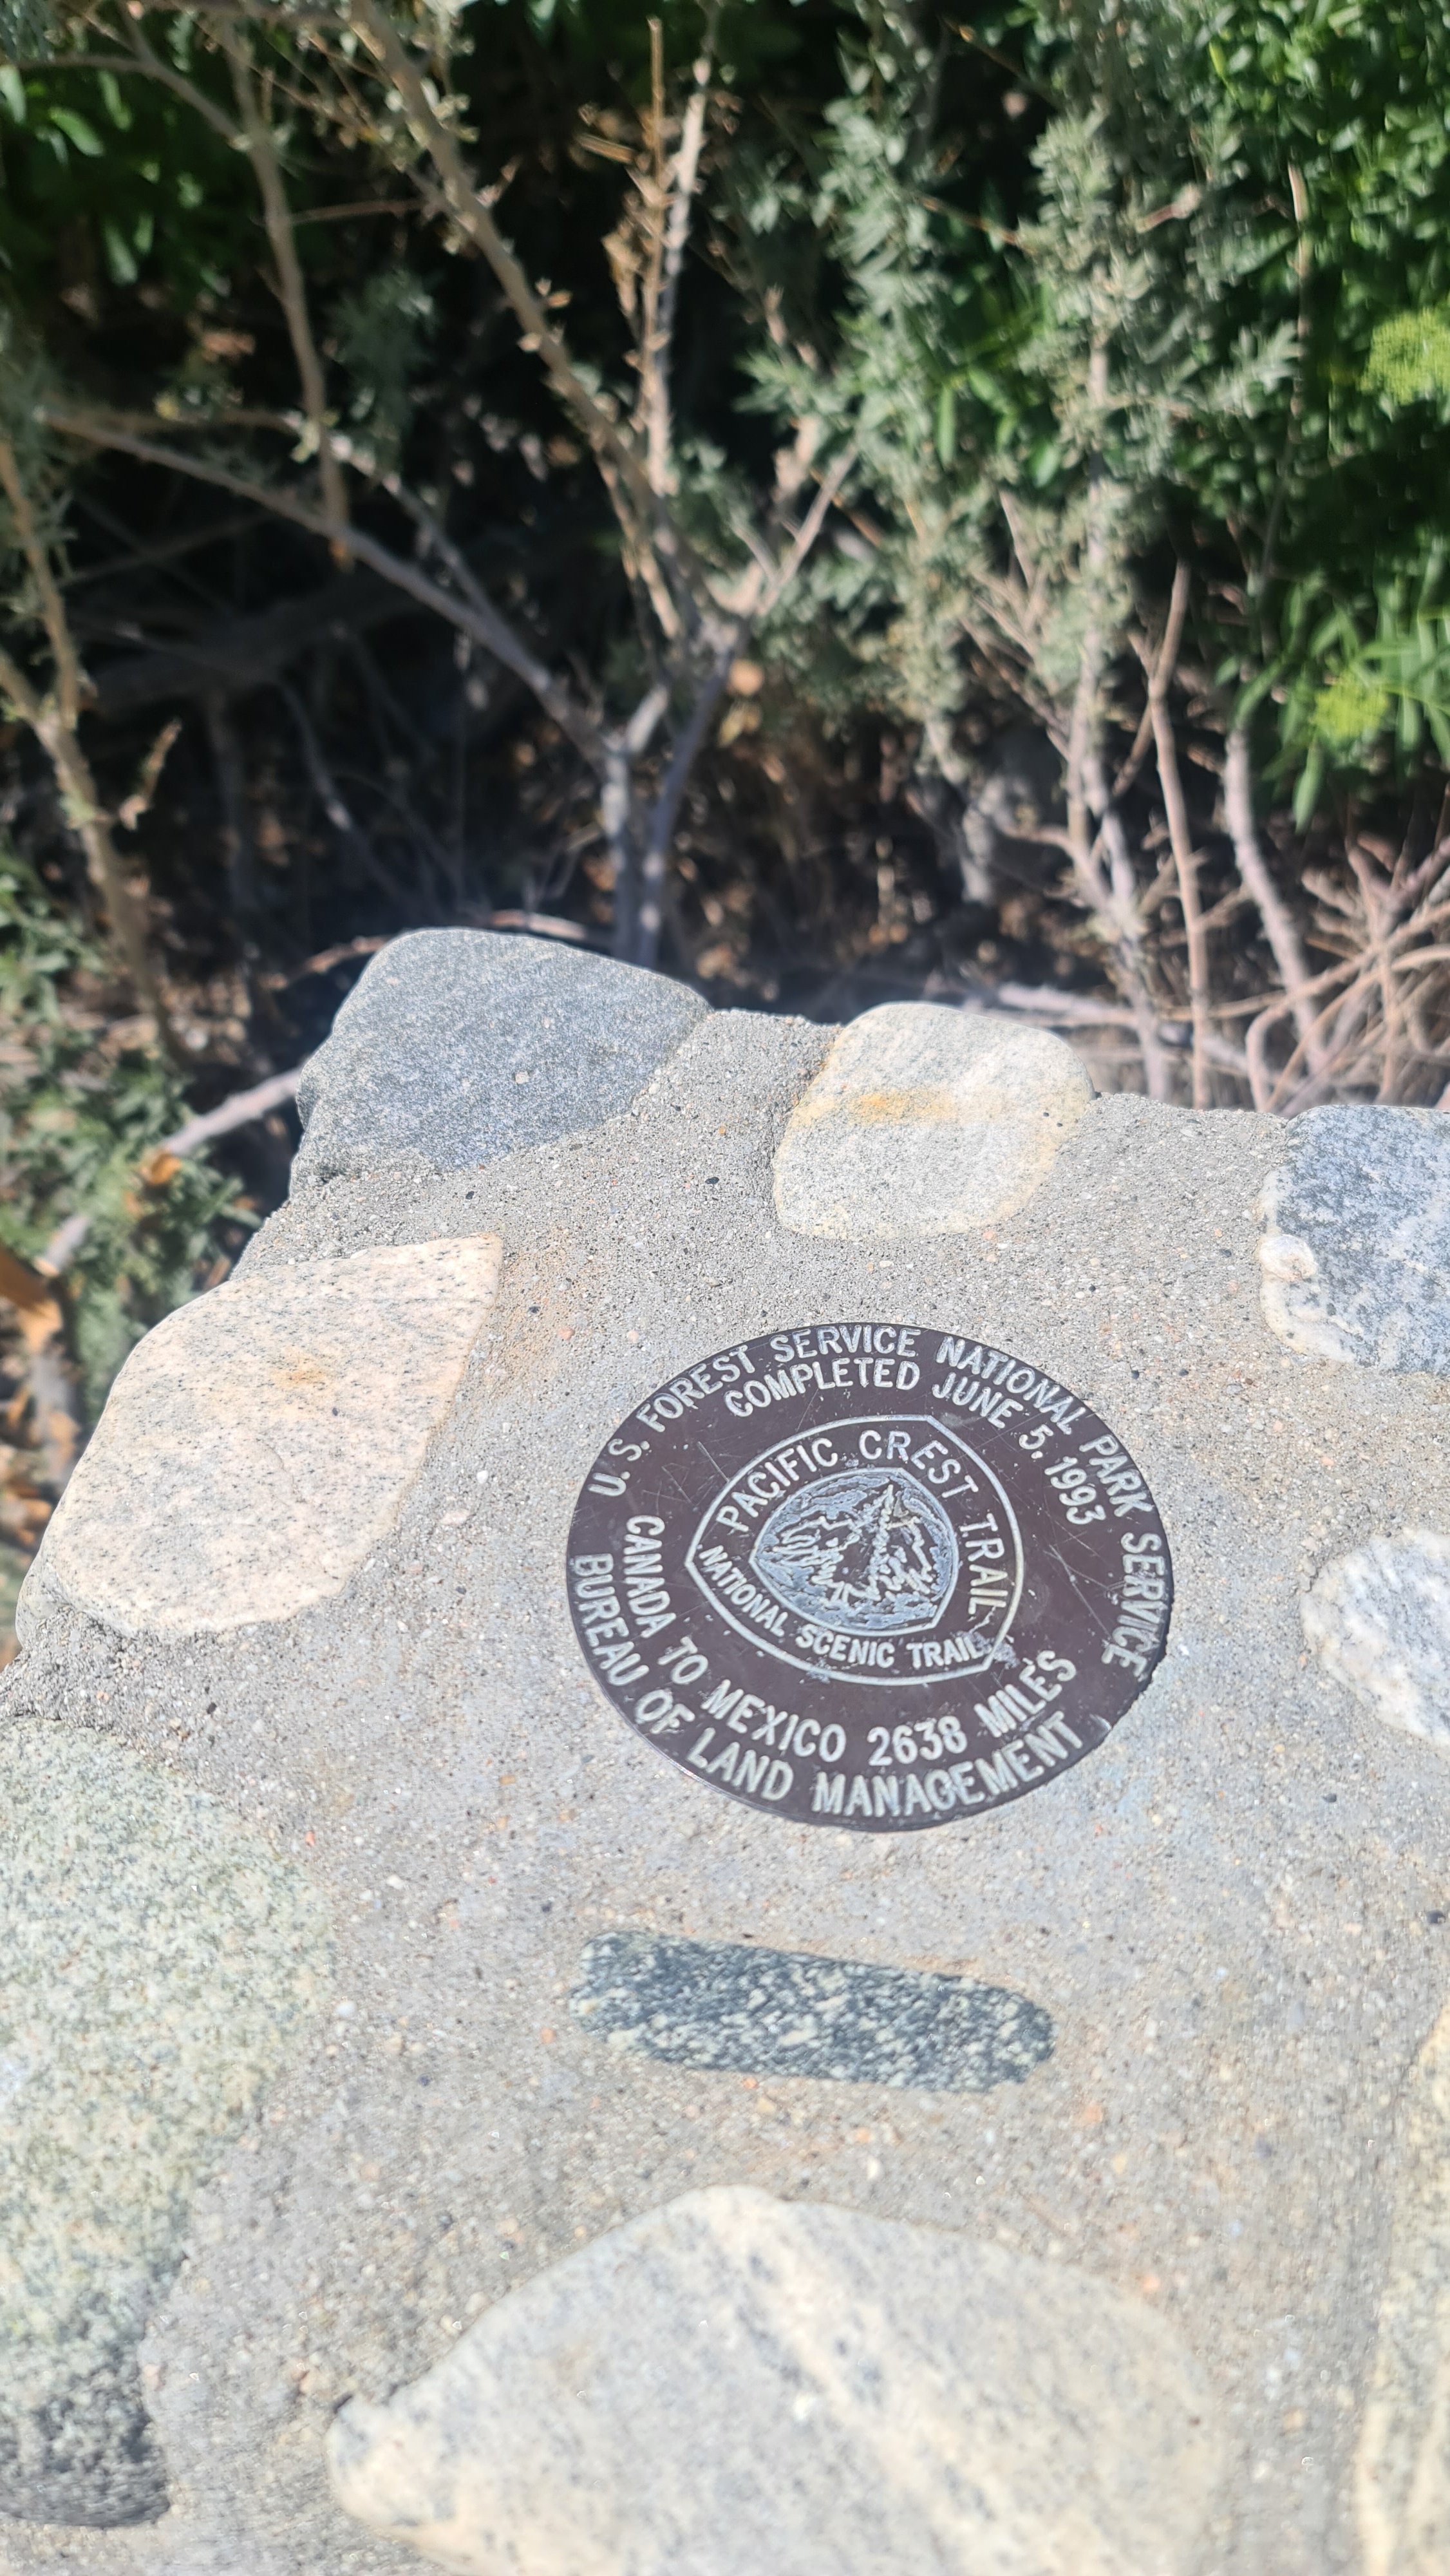 U.S. FOREST SERVICE NATIONAL PARK SERVICE
COMPLETED JUNE 5, 1993
PACIFIC CREST TRAIL
NATIONAL SCENIC TRAIL
CANADA TO MEXICO 2638 MILES
BUREAU OF LAND MANAGEMENT